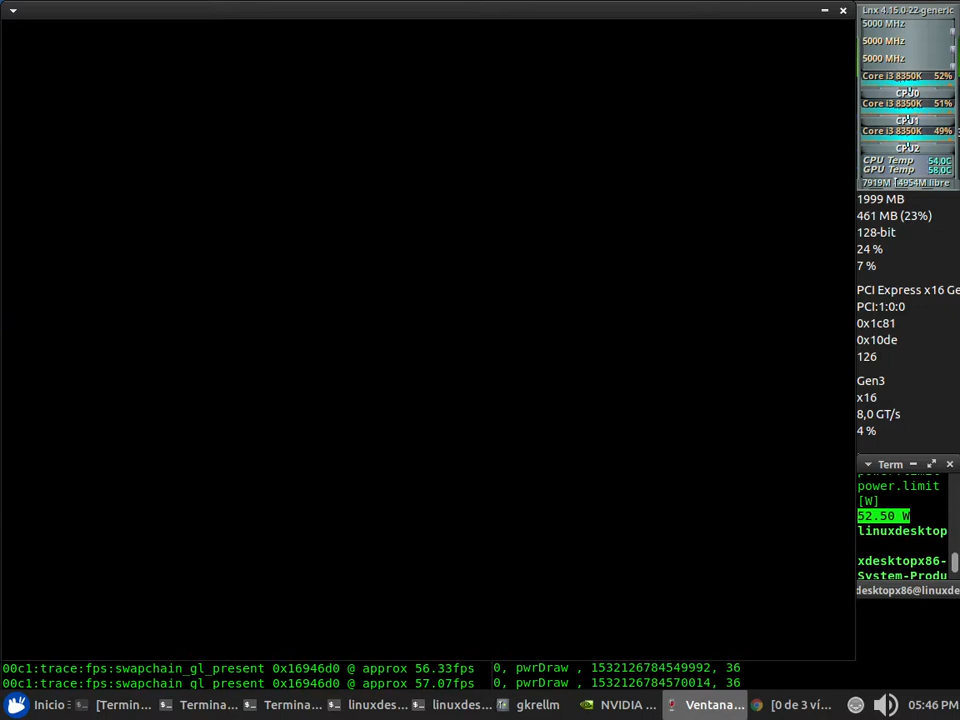 Lnx 4.15.0-22-generic
5000 MHz
5000 MHz
5000 MHz
Core i3 8350K 52%
CPU0
Core i3 8350K 51%
CPU1
Core i3 8350K 49%
CPU2
CPU Temp 54.0C
GPU Temp 58.0C
7919M 14954M libre
1999 MB
461 MB (23%)
128-bit
24 %
7 %
PCI Express x16 Ge
PCI:1:0:0
0x1c81
0x10de
126
Gen3
x16
8,0 GT/s
4 %
Term
power.limit
power.limit
[W]
52.50 W
linuxdesktop
xdesktopx86-
System-Produ
desktopx86@linuxde
00c1:trace:fps:swapchain_gl_present 0x16946d0 @ approx 56.33fps
00c1:trace:fps:swapchain_gl_present 0x16946d0 @ approx 57.07fps
0, pwrDraw , 1532126784549992, 36
0, pwrDraw , 1532126784570014, 36
Inicio
[Termin...
Termina...
Termina...
linuxdes...
linuxdes...
gkrellm
NVIDIA ...
Ventana...
[0 de 3 ví...
05:46 PM